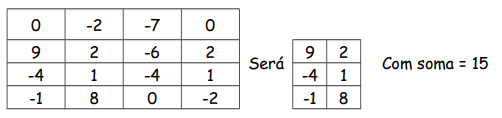 0 -2 -7 0
9 2 -6 2
-4 1 -4 1
-1 8 0 -2
Será
9 2
-4 1
-1 8
Com soma = 15